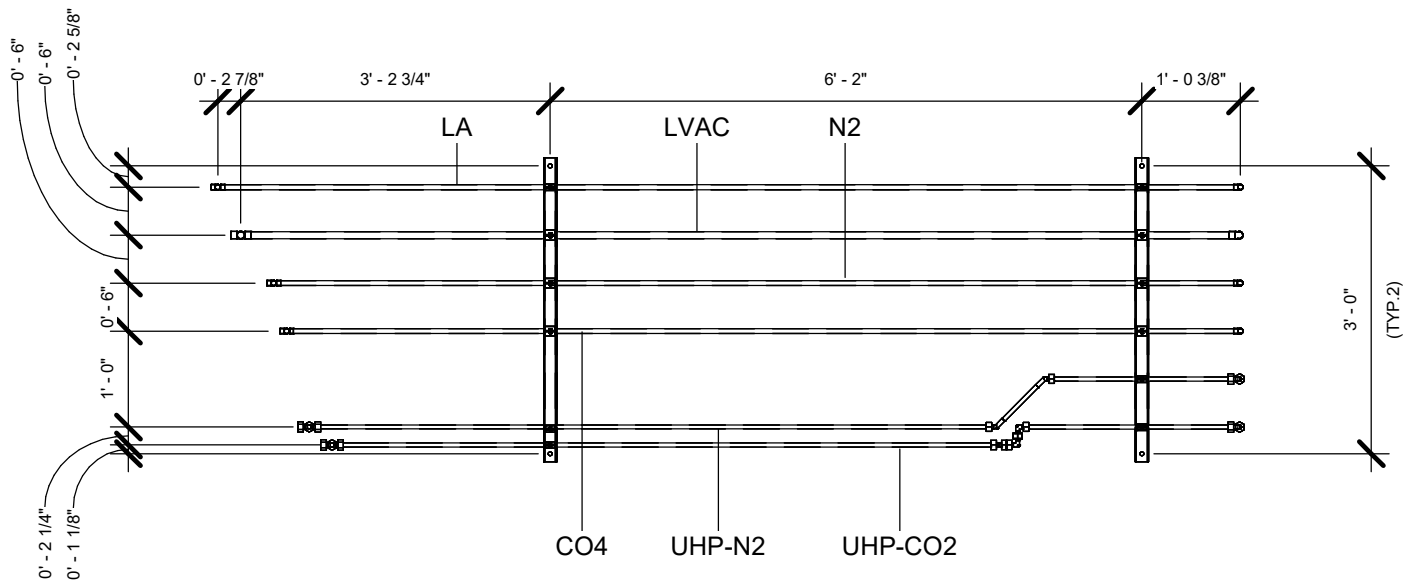 0' - 6"
0' - 6"
0' - 2 5/8"
0' - 2 7/8"
3' - 2 3/4"
6' - 2"
1' - 0 3/8"
LA
LVAC
N2
0' - 6"
1' - 0"
3' - 0"
(TYP.2)
0' - 2 1/4"
0' - 1 1/8"
CO4
UHP-N2
UHP-CO2